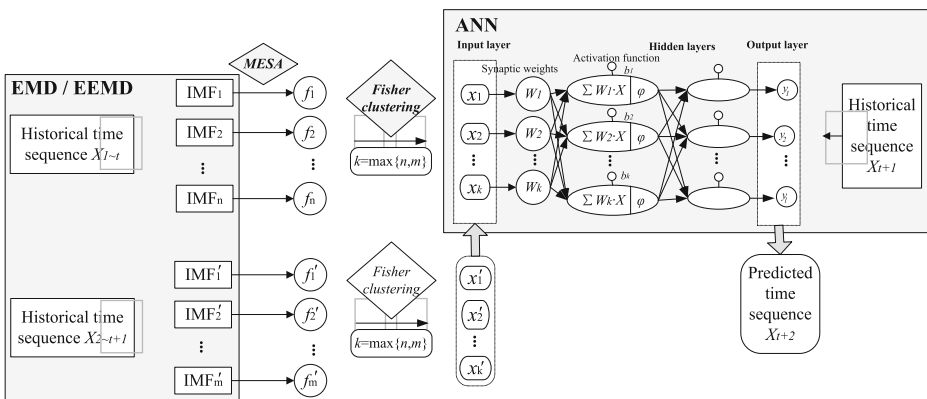 ANN
Input layer
Activation function
Hidden layers
Output layer
MESA
Synaptic weights
EMD / EEMD
IMF1
f1
Fisher
clustering
k=max{n,m}
x1
W1
b1
∑ W1·X
φ
y1
Historical time
sequence X1~t
IMF2
f2
x2
W2
b2
∑ W2·X
φ
y2
Historical
time
sequence
Xt+1
⋮
IMFn
fn
xk
Wk
bk
∑ Wk·X
φ
IMF1′
f1′
Fisher
clustering
k=max{n,m}
x1′
Predicted
time
sequence
Xt+2
Historical time
sequence X2~t+1
IMF2′
f2′
x2′
⋮
IMFm′
fm′
xk′